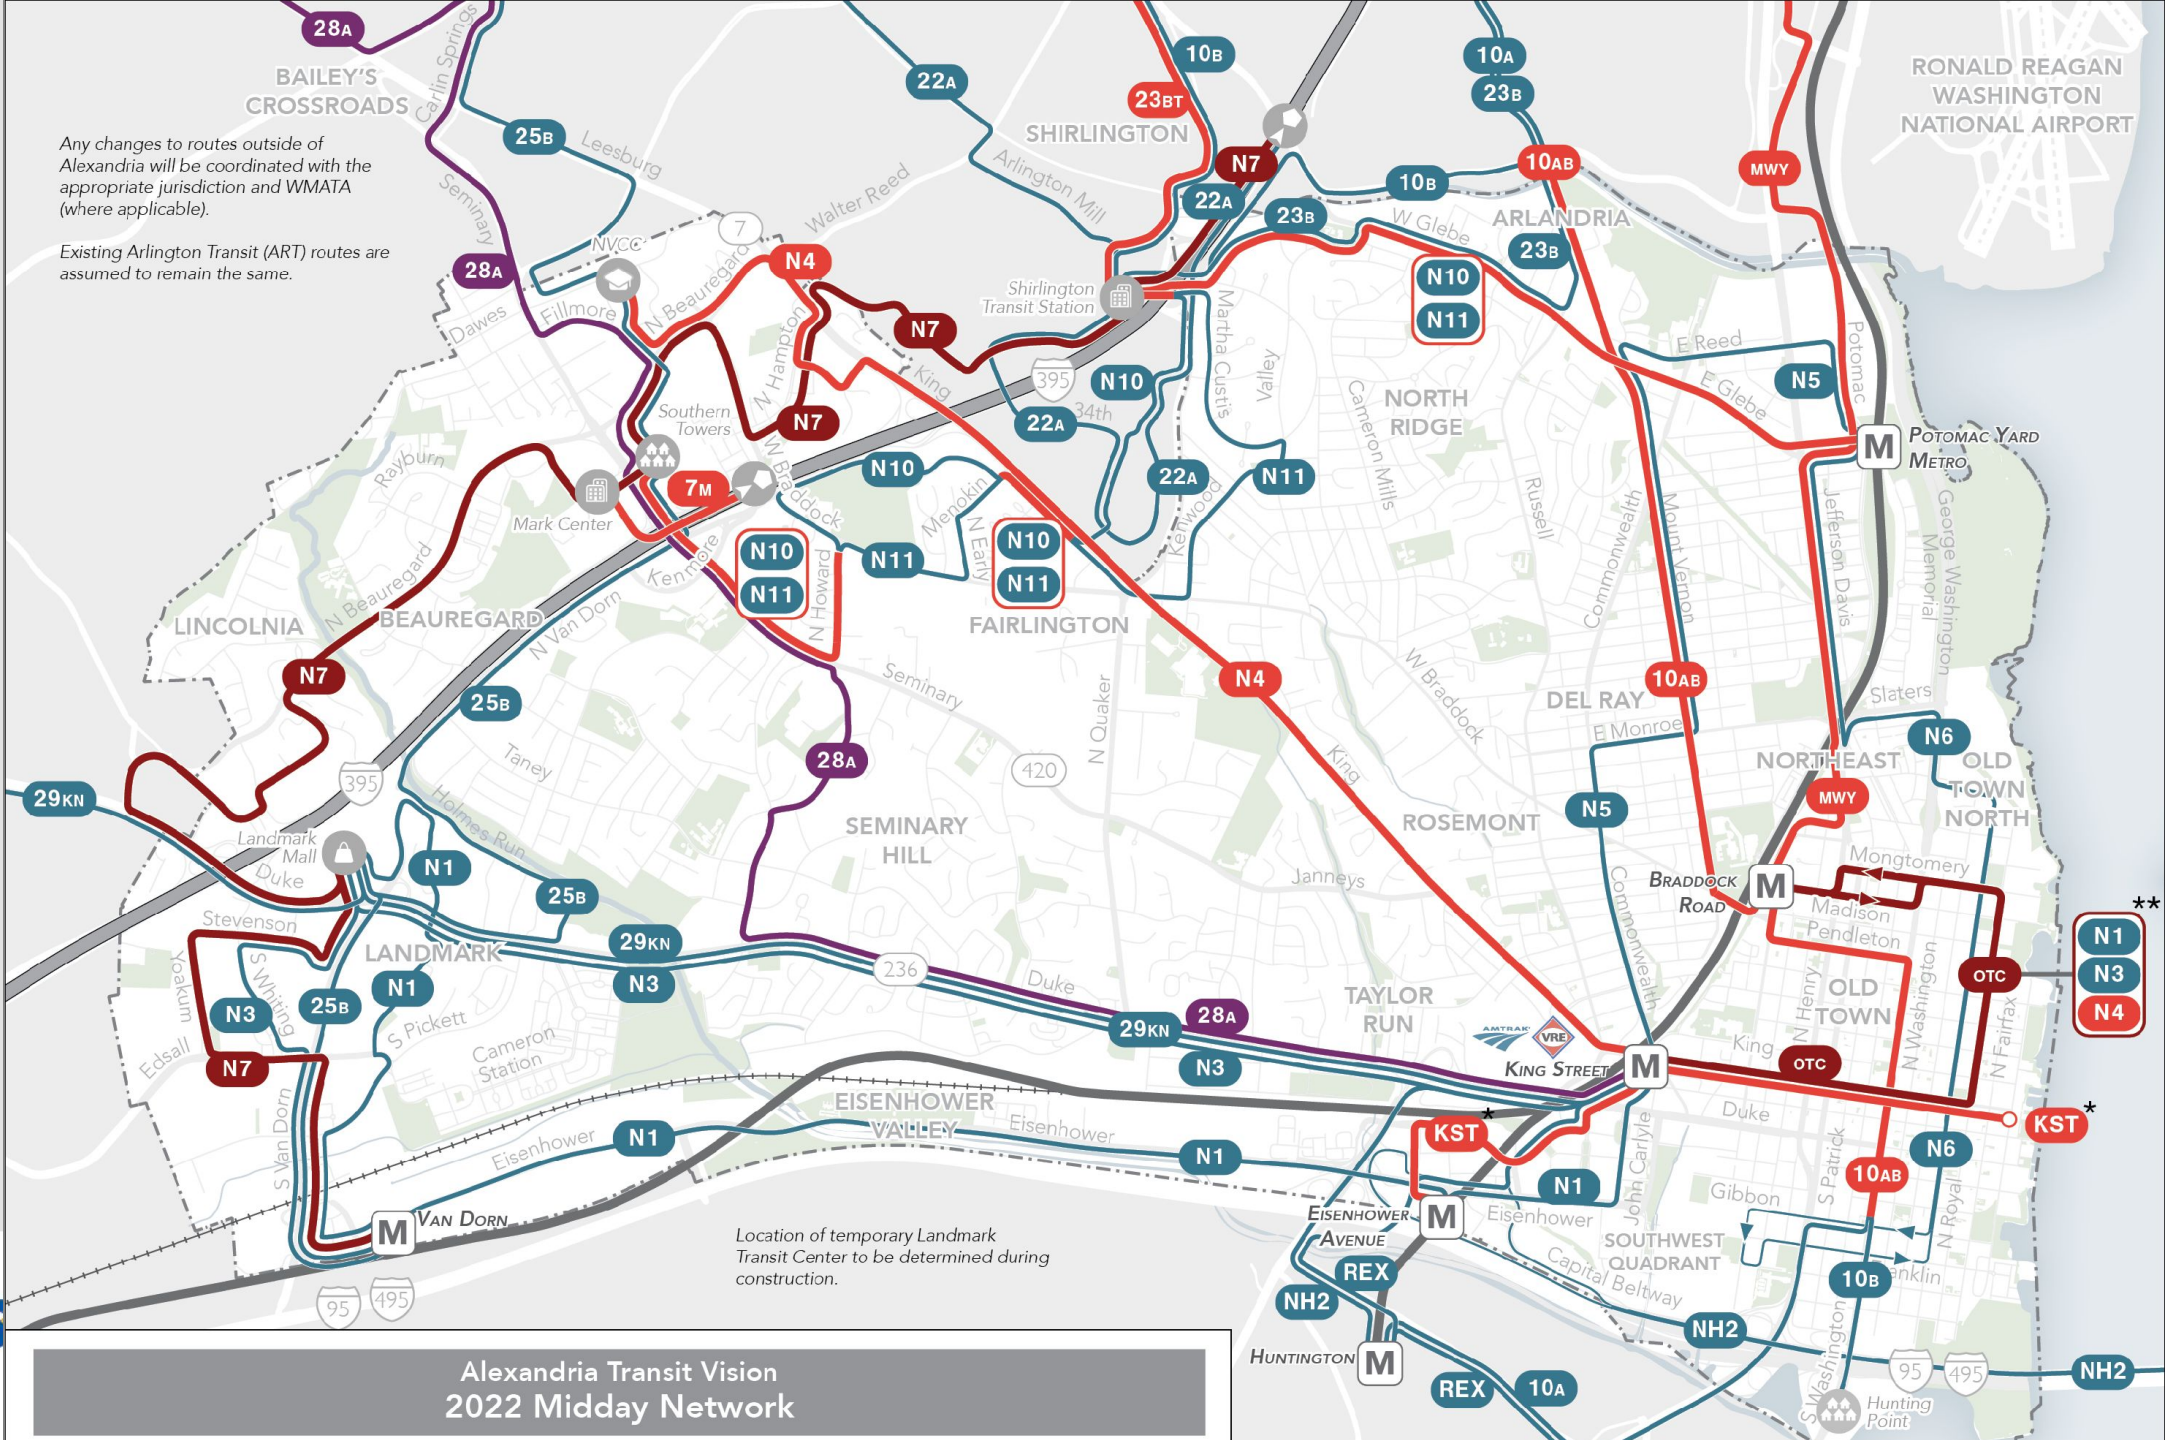 28A
BAILEY'S
CROSSROADS
Carlin Springs
22A
10B
23BT
SHIRLINGTON
10A
23B
RONALD REAGAN
WASHINGTON
NATIONAL AIRPORT
Any changes to routes outside of
Alexandria will be coordinated with the
appropriate jurisdiction and WMATA
(where applicable).
Existing Arlington Transit (ART) routes are
assumed to remain the same.
25B
Leesburg
Seminary
Walter Reed
Arlington Mill
N7
22A
23B
10B
10AB
MWY
ARLANDRIA
W Glebe
23B
NVCC
7
N4
28A
Dawes
Fillmore
N Beauregard
N Hampton
Shirlington
Transit Station
N7
N10
N11
Martha Custis
Valley
E Reed
Potomac
N5
E Glebe
King
395
N10
34th
22A
NORTH
RIDGE
Cameron Mills
Southern
Towers
N7
W Braddock
POTOMAC YARD
METRO
Rayburn
7M
N10
22A
N11
Kenwood
Menokin
N Early
Russell
Commonwealth
Mount Vernon
Jefferson Davis
George Washington
Memorial
Mark Center
Kenmore
N10
N11
N Howard
N11
N10
N11
LINCOLNIA
N Beauregard
BEAUREGARD
N Van Dorn
FAIRLINGTON
N7
25B
Seminary
N Quaker
N4
W Braddock
DEL RAY
10AB
E Monroe
Slaters
N6
Taney
28A
420
King
NORTHEAST
OLD
TOWN
NORTH
29KN
395
Holmes Run
SEMINARY
HILL
ROSEMONT
N5
MWY
Landmark
Mall
Duke
N1
25B
Janneys
Commonwealth
BRADDOCK
ROAD
Mongtomery
Madison
Pendleton
**
N1
N3
N4
OTC
Stevenson
LANDMARK
29KN
N3
236
Duke
Yoakum
S Whiting
N3
25B
N1
S Pickett
Cameron
Station
TAYLOR
RUN
28A
29KN
N3
AMTRAK
VRE
KING STREET
N Henry
OLD
TOWN
N Washington
N Fairfax
King
OTC
Edsall
N7
S Van Dorn
EISENHOWER
VALLEY
Eisenhower
Eisenhower
N1
N1
KST*
N1
John Carlyle
Duke
S Patrick
KST*
N6
10AB
Gibbon
N Royal
VAN DORN
EISENHOWER
AVENUE
Eisenhower
SOUTHWEST
QUADRANT
Capital Beltway
10B
Location of temporary Landmark
Transit Center to be determined during
construction.
REX
NH2
NH2
95
495
HUNTINGTON
REX
10A
S Washington
95
495
NH2
Hunting
Point
M
M
M
M
M
M
Alexandria Transit Vision
2022 Midday Network